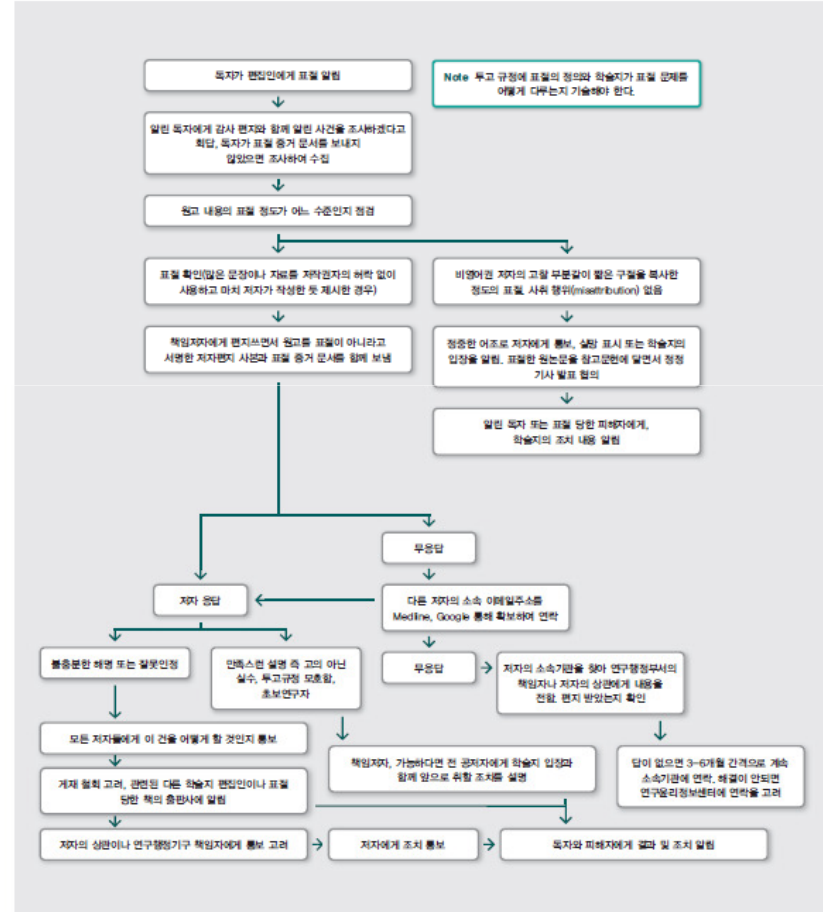 독자가 편집인에게 표절 알림
Note 투고 규정에 표절의 정의와 학술지가 표절 문제를
어떻게 다루는지 기술해야 한다.
알린 독자에게 감사 편지와 함께 알린 사건을 조사하겠다고
회답, 독자가 표절 증거 문서를 보내지
않았으면 조사하여 수집
원고 내용의 표절 정도가 어느 수준인지 점검
표절 확인(많은 문장이나 자료를 저작권자의 허락 없이
사용하고 마치 저자가 작성한 듯 제시한 경우)
비영어권 저자의 고찰 부분같이 짧은 구절을 복사한
정도의 표절, 사취 행위(misattribution) 없음
책임저자에게 편지쓰면서 원고를 표절이 아니라고
서명한 저자편지 사본과 표절 증거 문서를 함께 보냄
정중한 어조로 저자에게 통보, 실망 표시 또는 학술지의
입장을 알림, 표절한 원논문을 참고문헌에 달면서 정정
기사 발표 협의
알린 독자 또는 표절 당한 피해자에게,
학술지의 조치 내용 알림
무응답
저자 응답
다른 저자의 소속 이메일주소를
Medline, Google 통해 확보하여 연락
불충분한 해명 또는 잘못인정
만족스런 설명 즉 고의 아닌
실수, 투고규정 모호함,
초보연구자
무응답
저자의 소속기관을 찾아 연구행정부서의
책임자나 저자의 상관에게 내용을
전함. 편지 받았는지 확인
모든 저자들에게 이 건을 어떻게 할 것인지 통보
책임저자, 가능하다면 전 공저자에게 학술지 입장과
함께 앞으로 취할 조치를 설명
답이 없으면 3-6개월 간격으로 계속
소속기관에 연락, 해결이 안되면
연구윤리정보센터에 연락을 고려
게재 철회 고려, 관련된 다른 학술지 편집인이나 표절
당한 책의 출판사에 알림
저자의 상관이나 연구행정기구 책임자에게 통보 고려
저자에게 조치 통보
독자와 피해자에게 결과 및 조치 알림